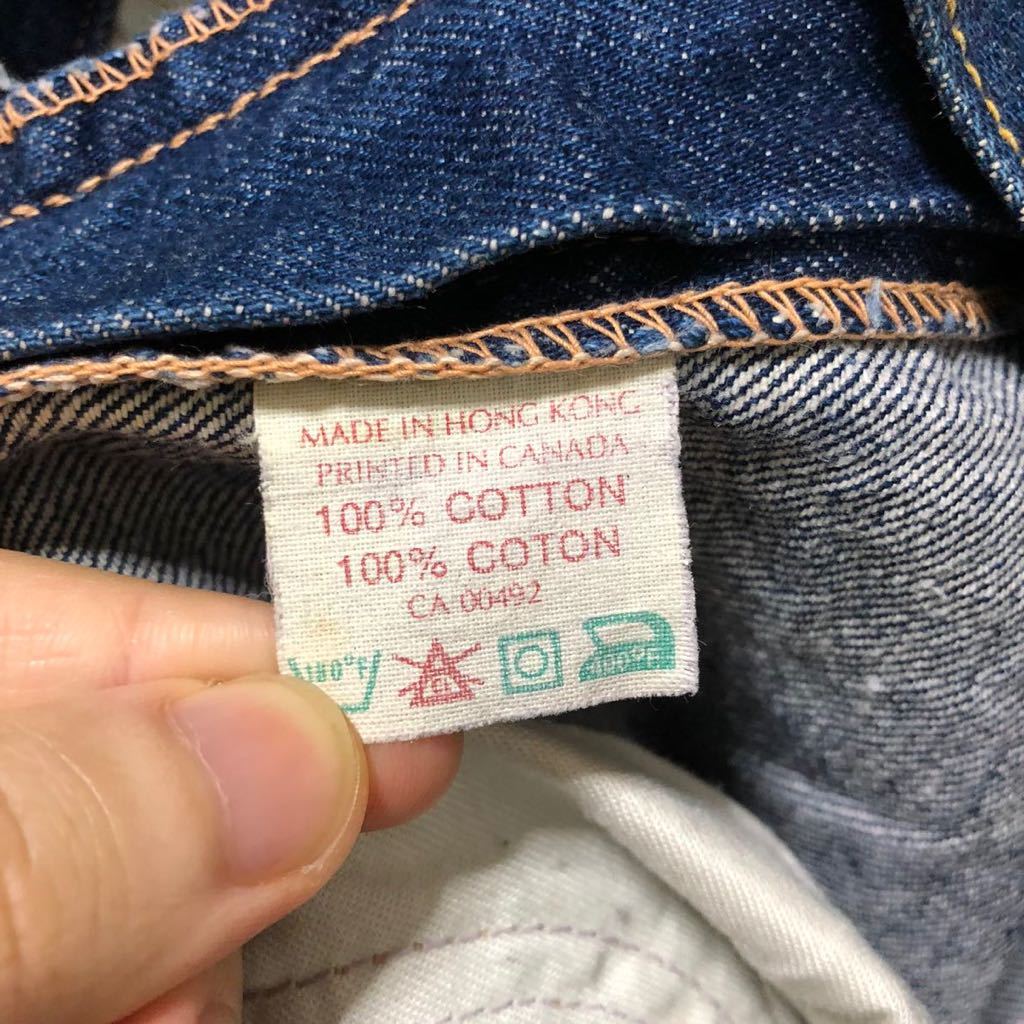 MADE IN HONG KONG
PRINTED IN CANADA
100% COTTON
100% COTON
CA 00492